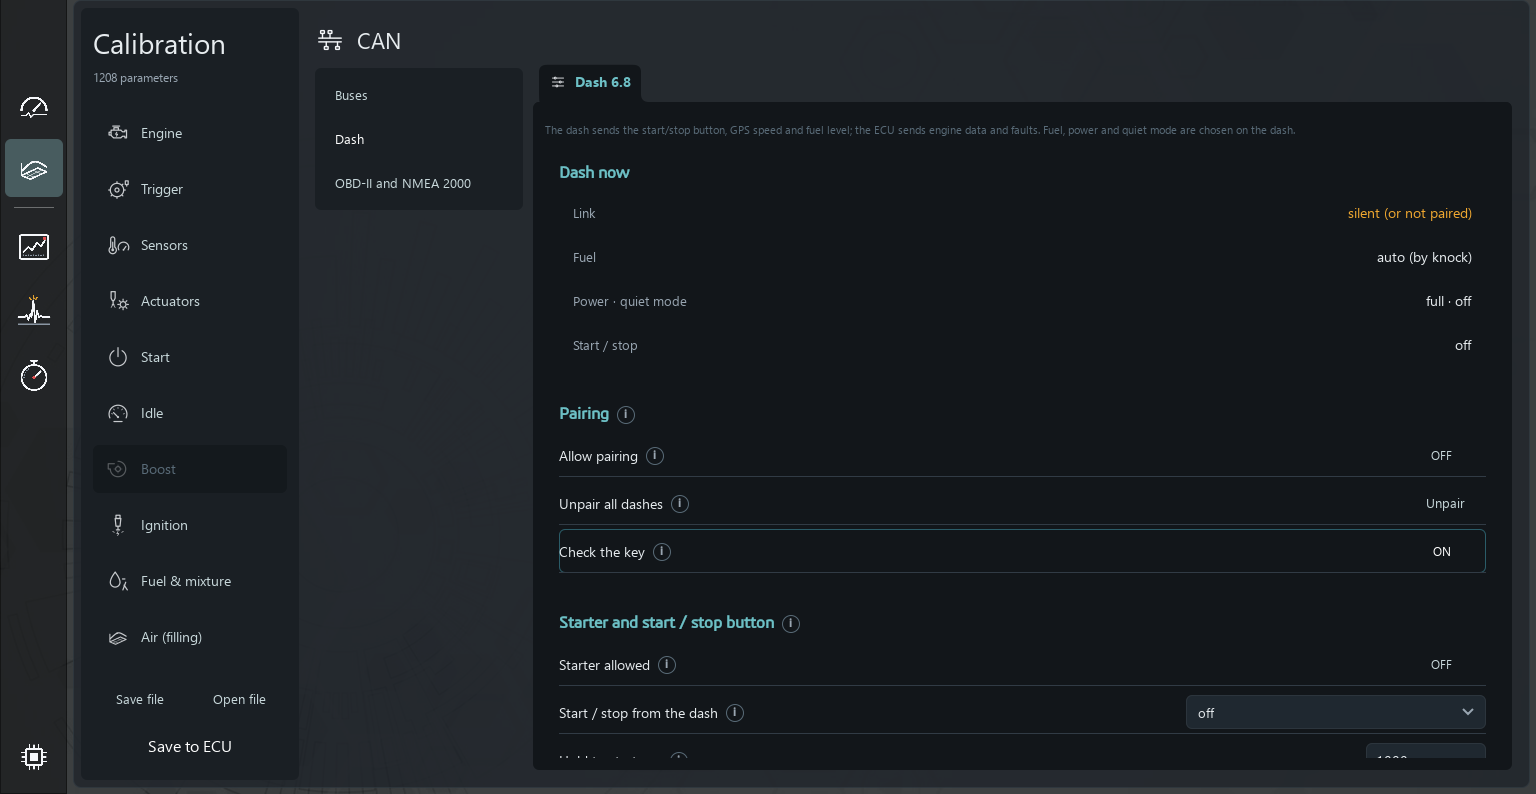 Calibration
1208 parameters
Engine
Trigger
Sensors
Actuators
Start
Idle
Boost
Ignition
Fuel & mixture
Air (filling)
Save file
Open file
Save to ECU
CAN
Buses
Dash
OBD-II and NMEA 2000
Dash 6.8
The dash sends the start/stop button, GPS speed and fuel level; the ECU sends engine data and faults. Fuel, power and quiet mode are chosen on the dash.
Dash now
Link silent (or not paired)
Fuel auto (by knock)
Power · quiet mode full · off
Start / stop off
Pairing
Allow pairing OFF
Unpair all dashes Unpair
Check the key ON
Starter and start / stop button
Starter allowed OFF
Start / stop from the dash off